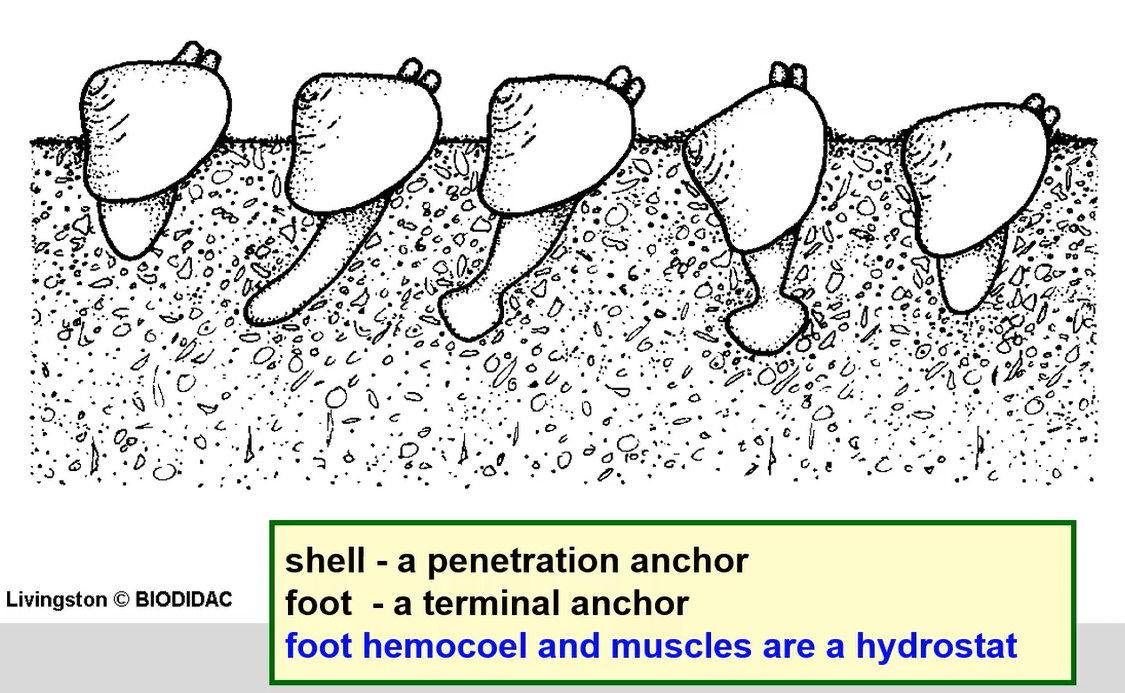 shell - a penetration anchor
foot - a terminal anchor
Livingston © BIODIDAC
foot hemocoel and muscles are a hydrostat